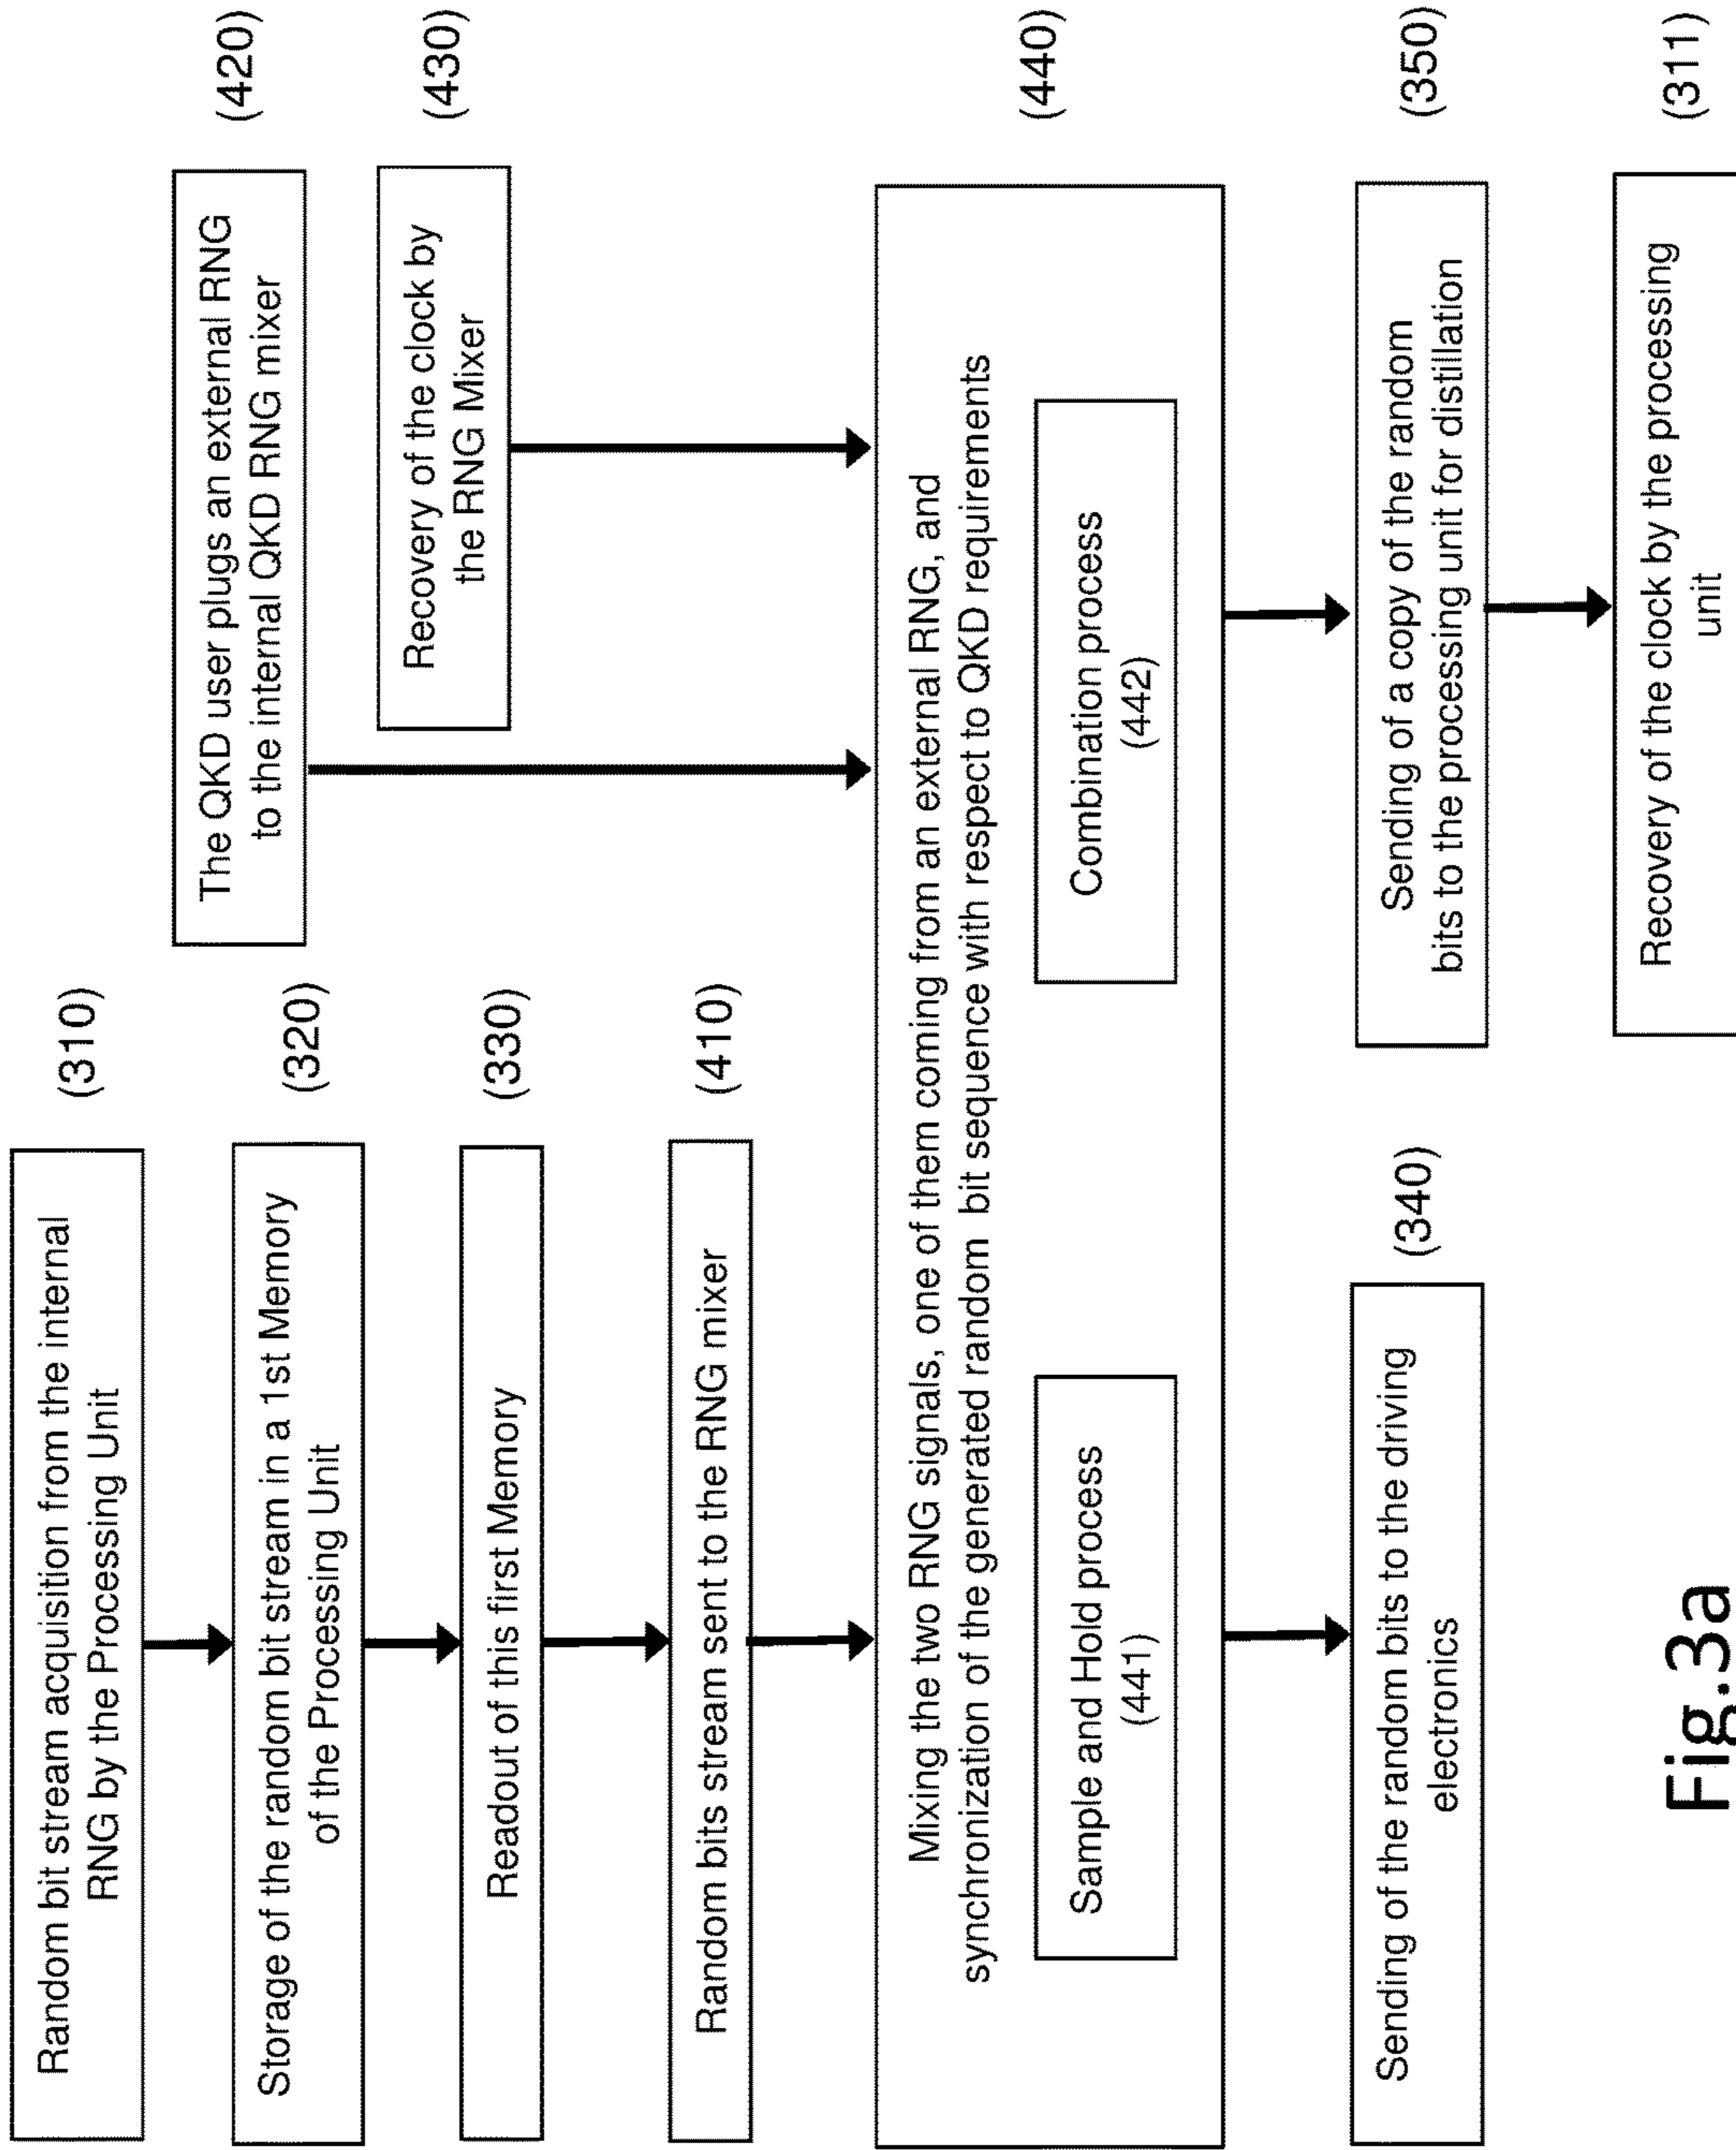 Random bit stream acquisition from the internal
RNG by the Processing Unit
(310)
Storage of the random bit stream in a 1st Memory
of the Processing Unit
(320)
Readout of this first Memory
(330)
Random bits stream sent to the RNG mixer
(410)
The QKD user plugs an external RNG
to the internal QKD RNG mixer
(420)
Recovery of the clock by
the RNG Mixer
(430)
Mixing the two RNG signals, one of them coming from an external RNG, and
synchronization of the generated random bit sequence with respect to QKD requirements
(440)
Sample and Hold process
(441)
Combination process
(442)
Sending of the random bits to the driving
electronics
(340)
Sending of a copy of the random
bits to the processing unit for distillation
(350)
Recovery of the clock by the processing
unit
(311)
Fig.3a